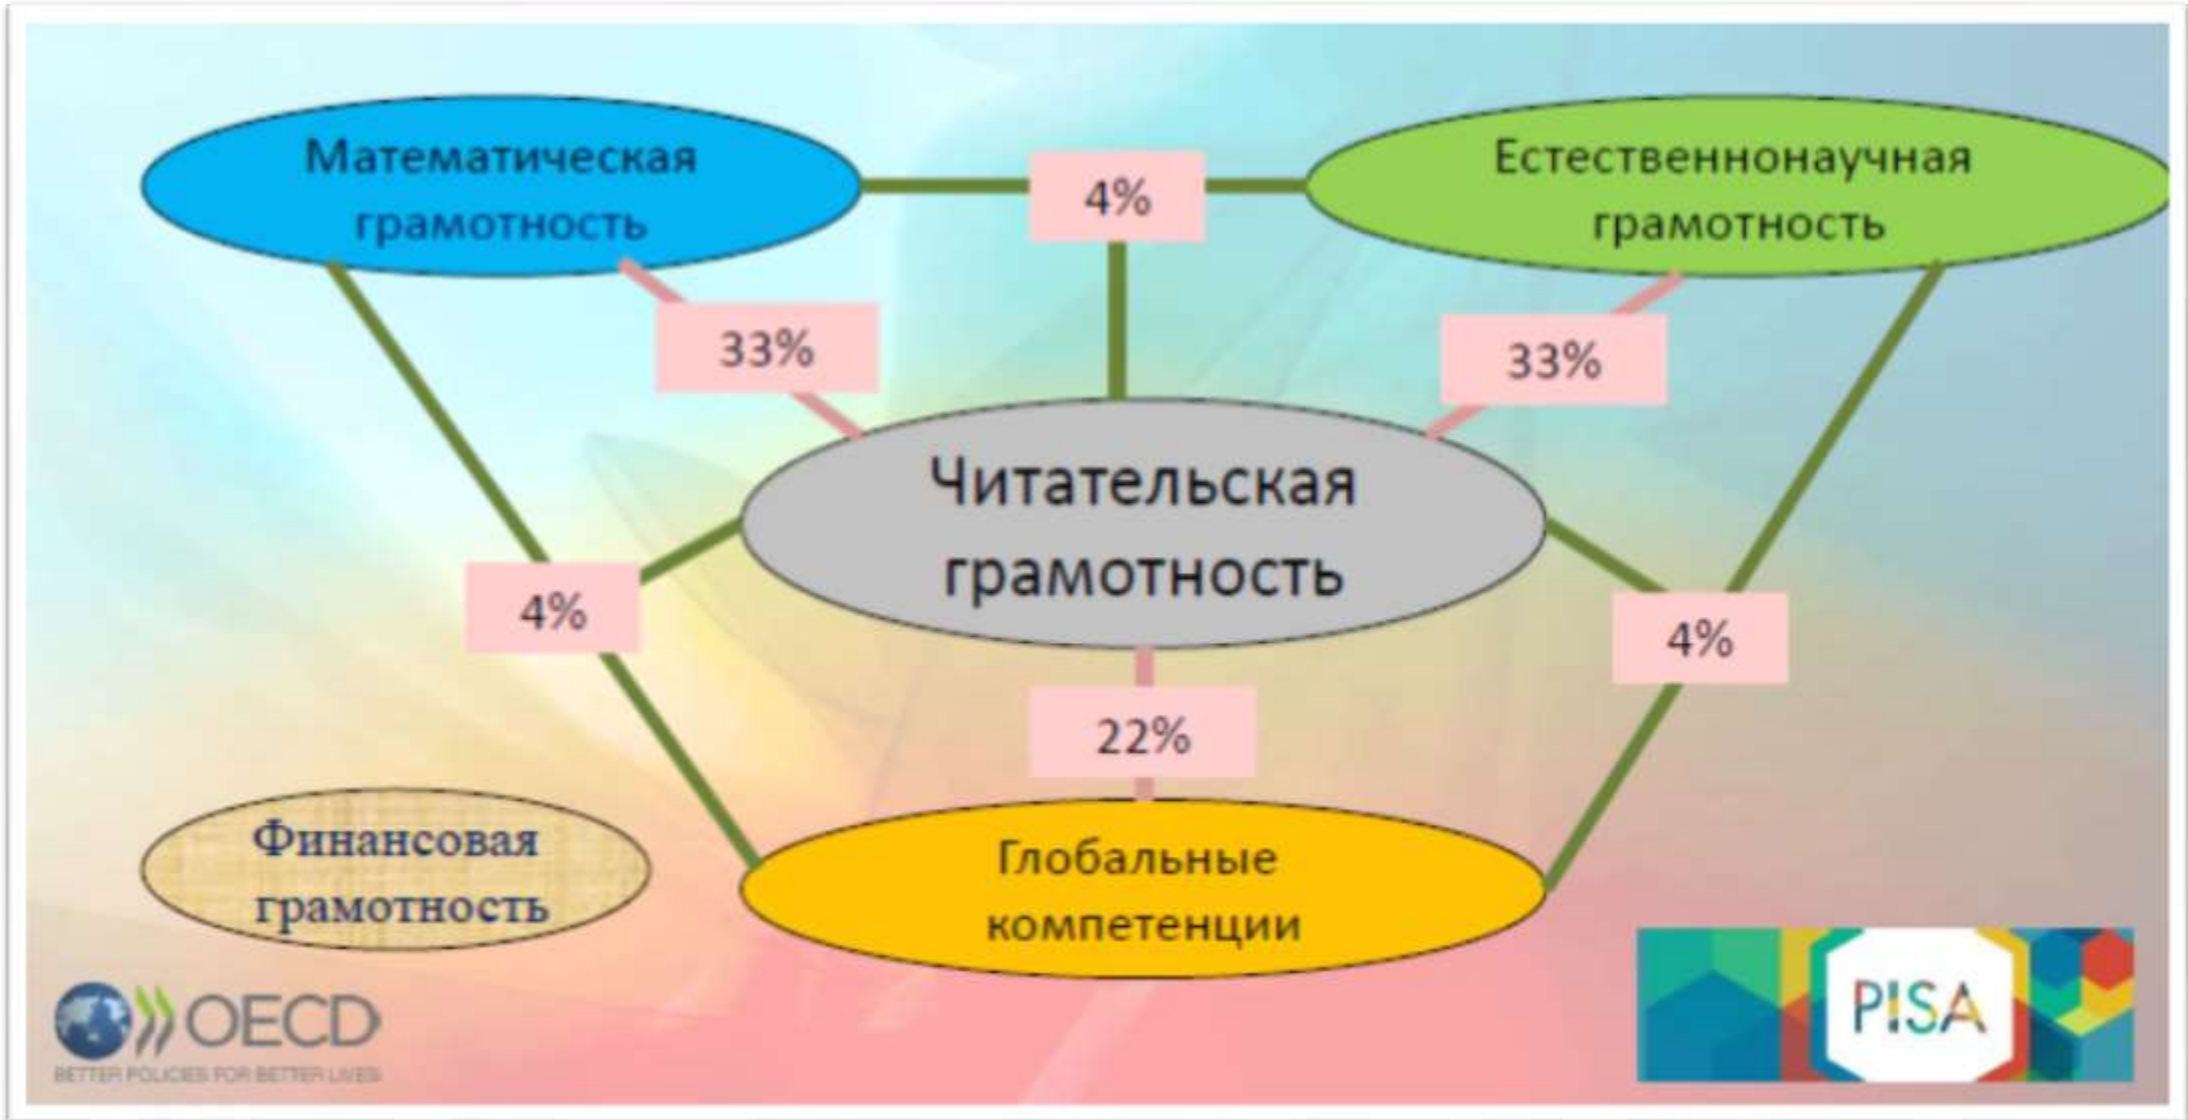 Математическая
грамотность
4%
Естественнонаучная
грамотность
33%
33%
Читательская
грамотность
4%
4%
22%
Финансовая
грамотность
Глобальные
компетенции
OECD
BETTER POLICIES FOR BETTER LIVES
PISA